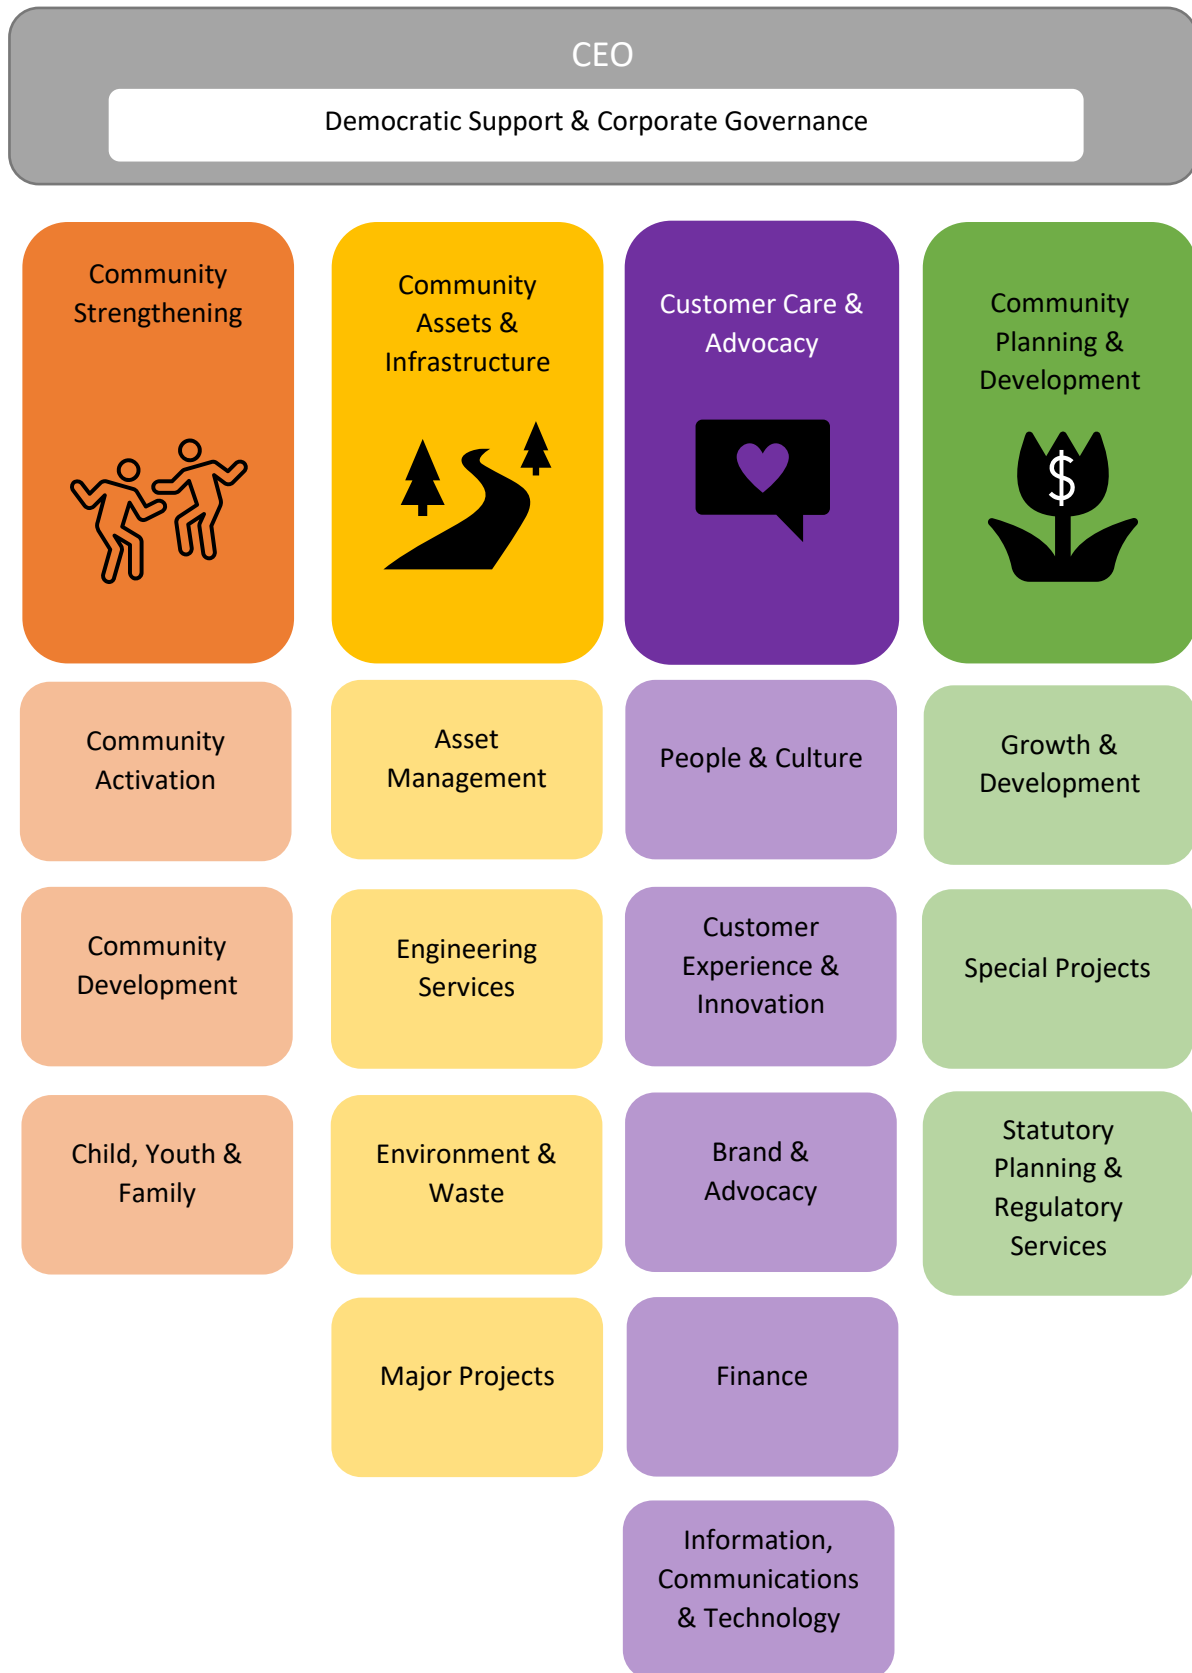 CEO
Democratic Support & Corporate Governance
Community
Strengthening
Community
Assets &
Infrastructure
Customer Care &
Advocacy
Community
Planning &
Development
$
Community
Activation
Asset
Management
People & Culture
Growth &
Development
Community
Development
Engineering
Services
Customer
Experience &
Innovation
Special Projects
Child, Youth &
Family
Environment &
Waste
Brand &
Advocacy
Statutory
Planning &
Regulatory
Services
Major Projects
Finance
Information,
Communications
& Technology